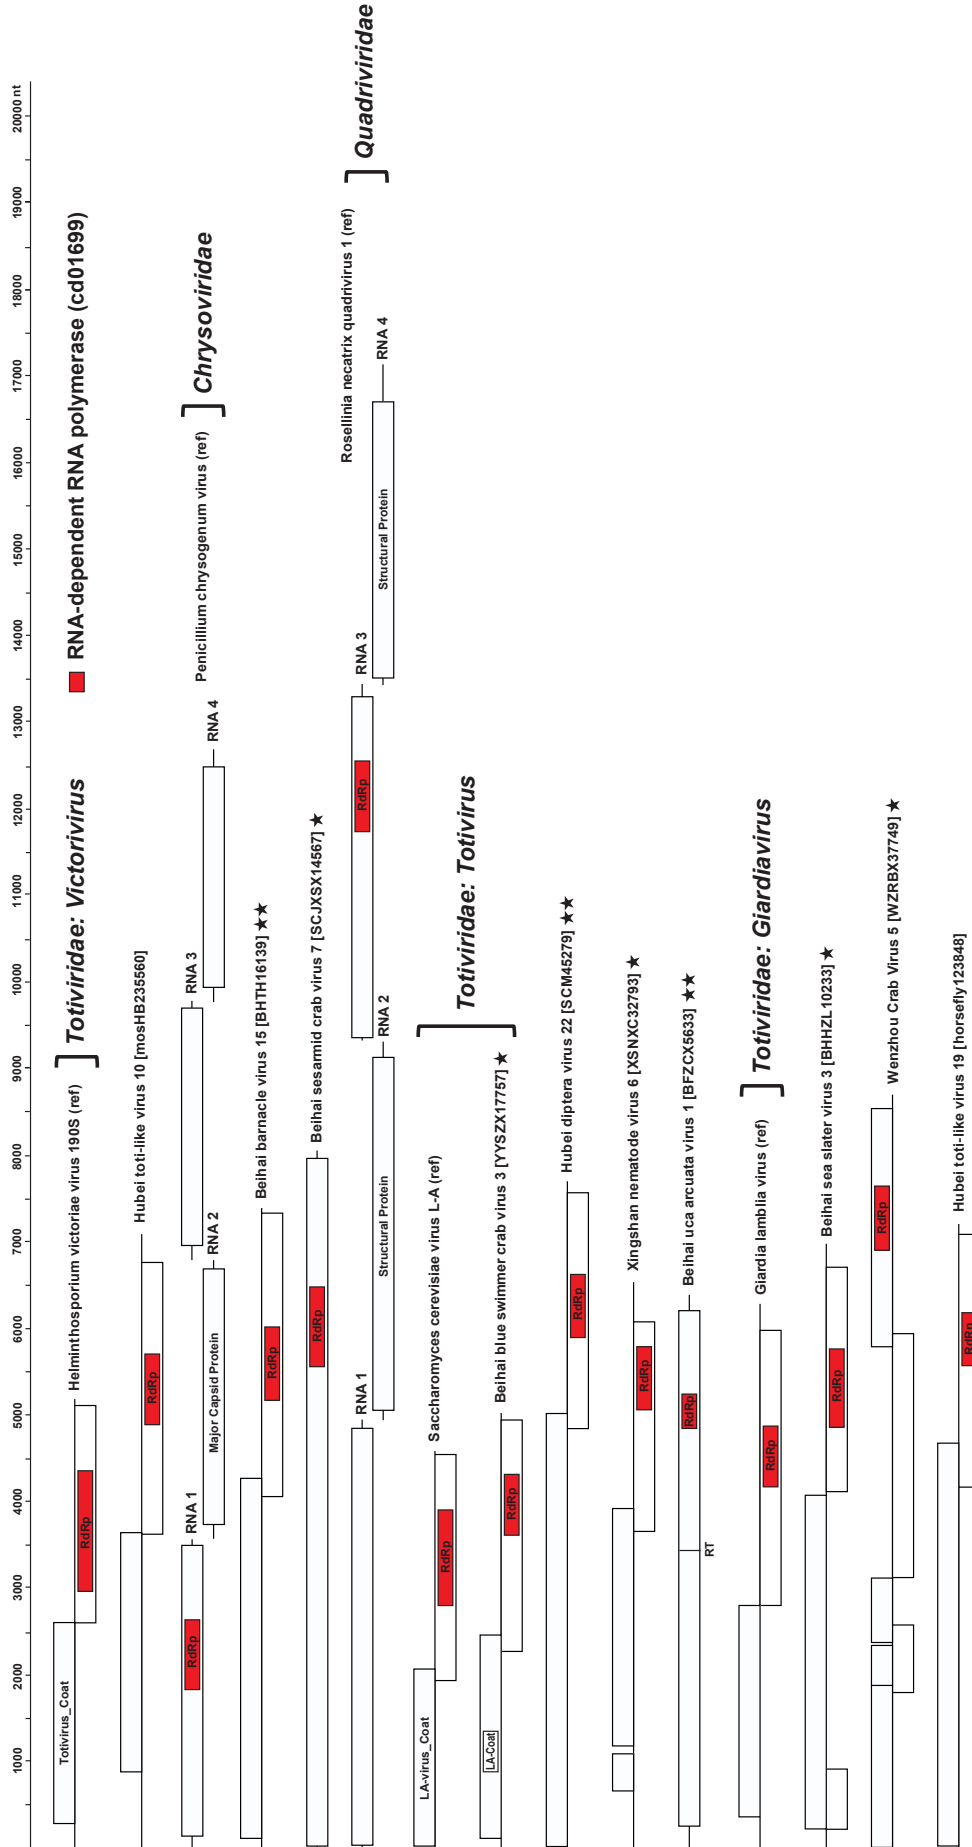 1000 2000 3000 4000 5000 6000 7000 8000 9000 10000 11000 12000 13000 14000 15000 16000 17000 18000 19000 20000 nt
RNA-dependent RNA polymerase (cd01699)
Totivirus_Coat
RdRp
Helminthosporium victoriae virus 190S (ref)
Totiviridae: Victorivirus
RdRp
Hubei toti-like virus 10 [mosHB235560]
RdRp
RNA 1
Major Capsid Protein
RNA 2
RNA 3
RNA 4
Penicillium chrysogenum virus (ref)
Chrysoviridae
RdRp
Beihai barnacle virus 15 [BHTH16139] ★★
RdRp
Beihai sesarmid crab virus 7 [SCJXSX14567] ★
RNA 1
Structural Protein
RNA 2
RdRp
RNA 3
Structural Protein
RNA 4
Rosellinia necatrix quadrivirus 1 (ref)
Quadriviridae
LA-virus_Coat
RdRp
Saccharomyces cerevisiae virus L-A (ref)
LA-Coat
RdRp
Beihai blue swimmer crab virus 3 [YYSZX17757] ★
Totiviridae: Totivirus
RdRp
Hubei diptera virus 22 [SCM45279] ★★
RdRp
Xingshan nematode virus 6 [XSNXC32793] ★
RT
RdRp
Beihai uca arcuata virus 1 [BFZCX5633] ★★
RdRp
Giardia lamblia virus (ref)
Totiviridae: Giardiavirus
RdRp
Beihai sea slater virus 3 [BHHZL10233] ★
RdRp
Wenzhou Crab Virus 5 [WZRBX37749] ★
RdRp
Hubei toti-like virus 19 [horsefly123848]